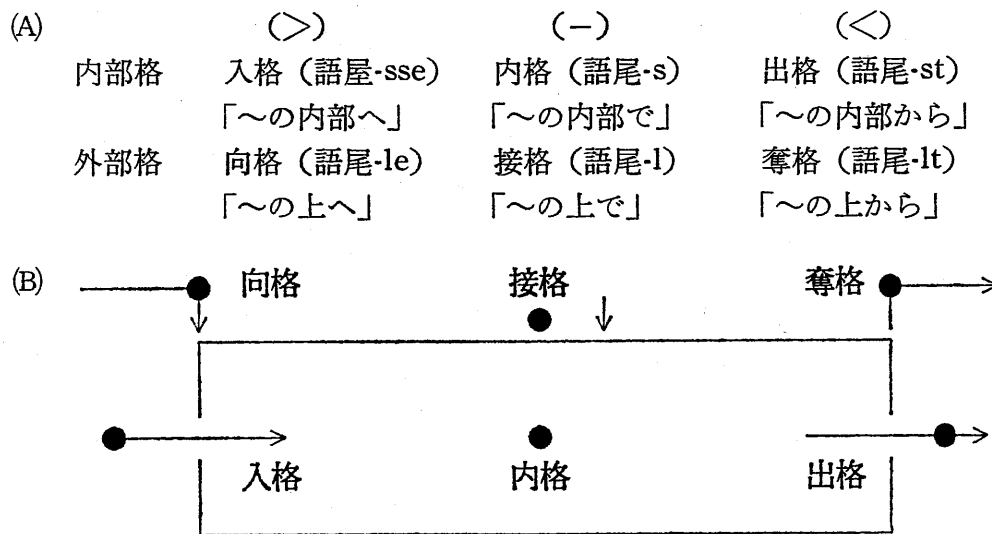 (A) (>) (-) (<)
内部格 入格（語屋-sse） 内格（語尾-s） 出格（語尾-st）
「～の内部へ」 「～の内部で」 「～の内部から」
外部格 向格（語尾-le） 接格（語尾-l） 奪格（語尾-lt）
「～の上へ」 「～の上で」 「～の上から」
(B) 向格 接格 奪格
入格 内格 出格